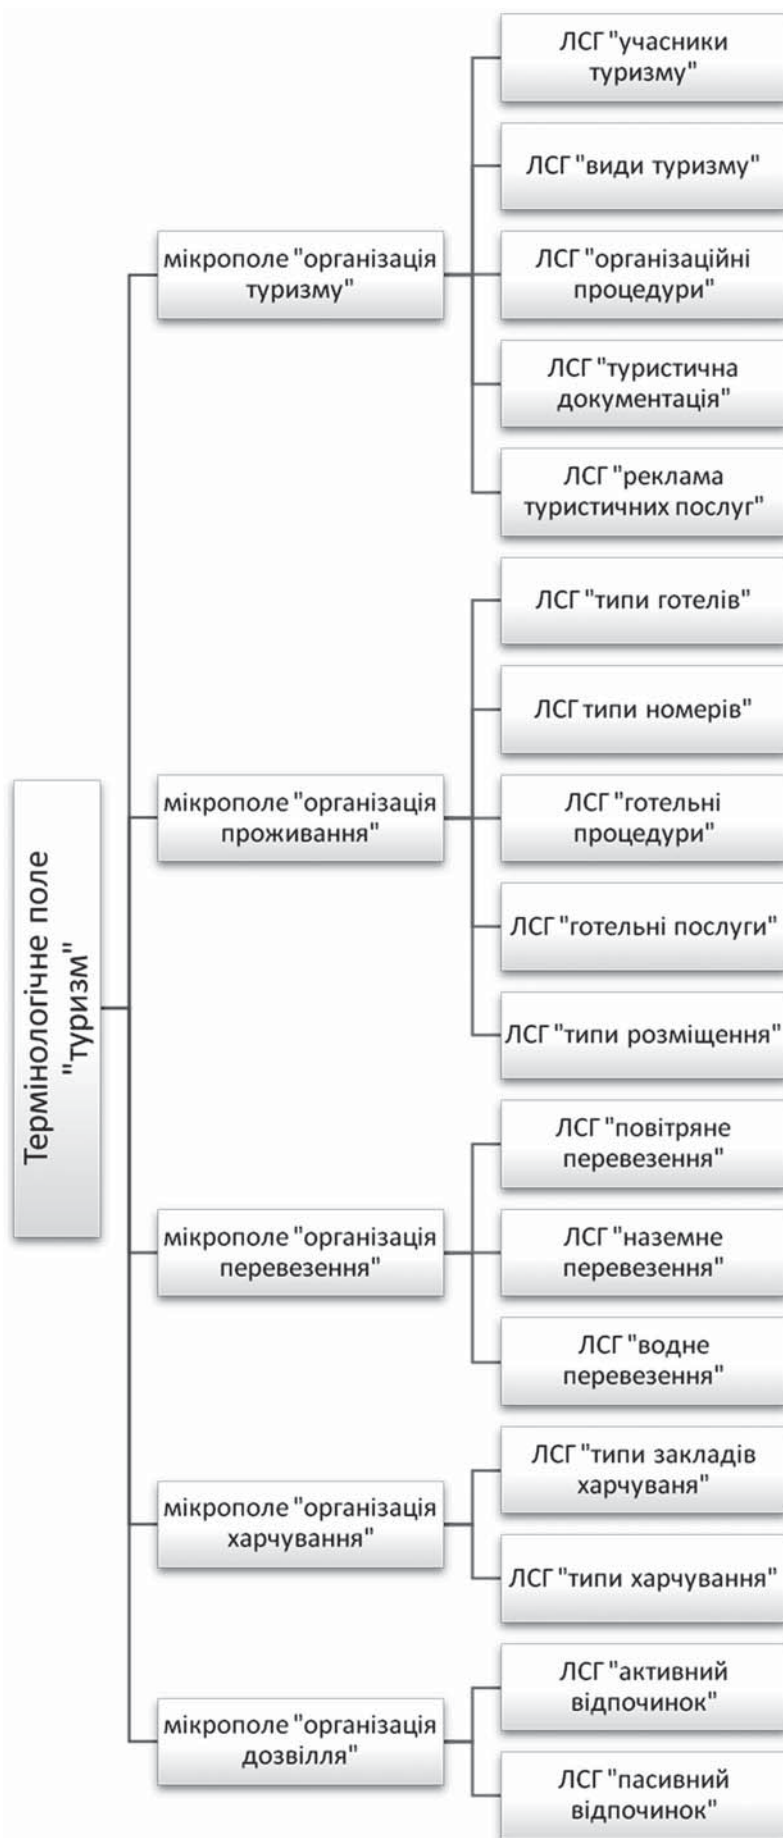 Термінологічне поле
"туризм"
мікрополе "організація
туризму"
ЛСГ "учасники
туризму"
ЛСГ "види туризму"
ЛСГ "організаційні
процедури"
ЛСГ "туристична
документація"
ЛСГ "реклама
туристичних послуг"
мікрополе "організація
проживання"
ЛСГ "типи готелів"
ЛСГ типи номерів"
ЛСГ "готельні
процедури"
ЛСГ "готельні послуги"
ЛСГ "типи розміщення"
мікрополе "організація
перевезення"
ЛСГ "повітряне
перевезення"
ЛСГ "наземне
перевезення"
ЛСГ "водне
перевезення"
мікрополе "організація
харчування"
ЛСГ "типи закладів
харчуваня"
ЛСГ "типи харчування"
мікрополе "організація
дозвілля"
ЛСГ "активний
відпочинок"
ЛСГ "пасивний
відпочинок"